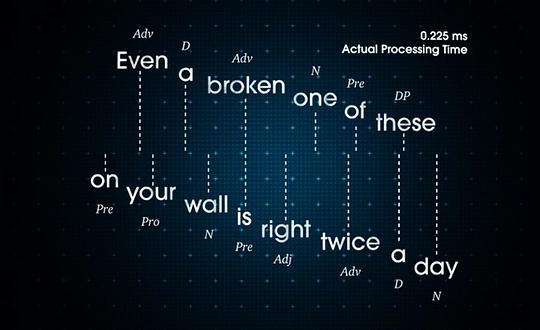 0.225 ms
Actual Processing Time
Adv D Adv N Pre DP
Even a broken one of these
on your wall is right twice a day
Pre Pro N Pre Adj Adv D N